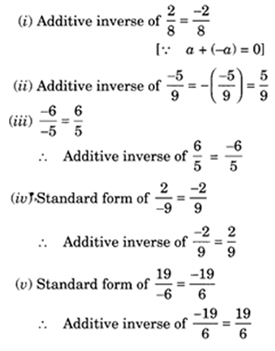 (i) Additive inverse of 2/8 = -2/8
[∵ a + (-a) = 0]
(ii) Additive inverse of -5/9 = -(-5/9) = 5/9
(iii) -6/-5 = 6/5
∴ Additive inverse of 6/5 = -6/5
(iv) Standard form of 2/-9 = -2/9
∴ Additive inverse of -2/9 = 2/9
(v) Standard form of 19/-6 = -19/6
∴ Additive inverse of -19/6 = 19/6